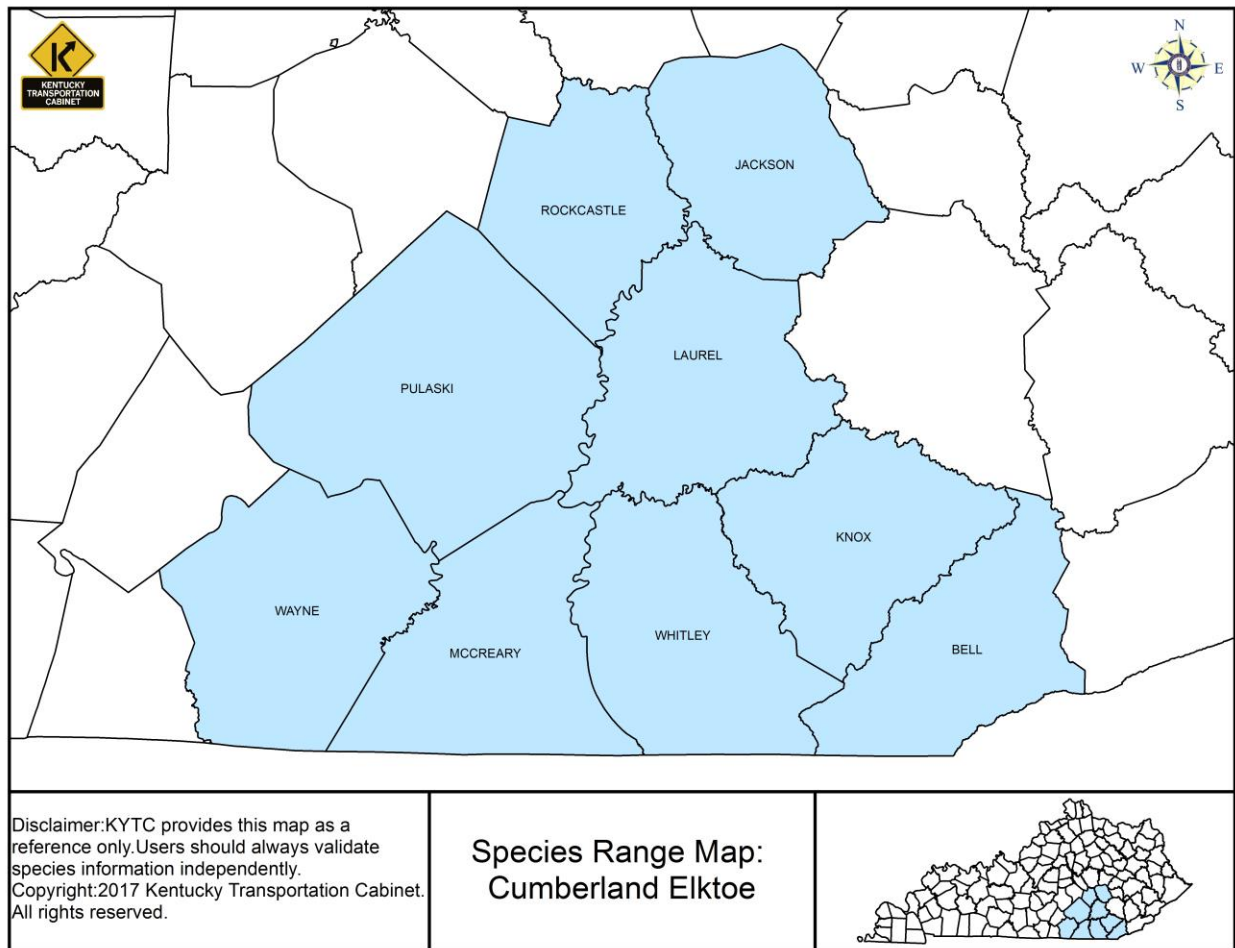 KENTUCKY
TRANSPORTATION
CABINET
N
W E
S
JACKSON
ROCKCASTLE
LAUREL
PULASKI
KNOX
WAYNE
WHITLEY
BELL
MCCREARY
Disclaimer:KYTC provides this map as a
reference only.Users should always validate
species information independently.
Copyright:2017 Kentucky Transportation Cabinet.
All rights reserved.
Species Range Map:
Cumberland Elktoe